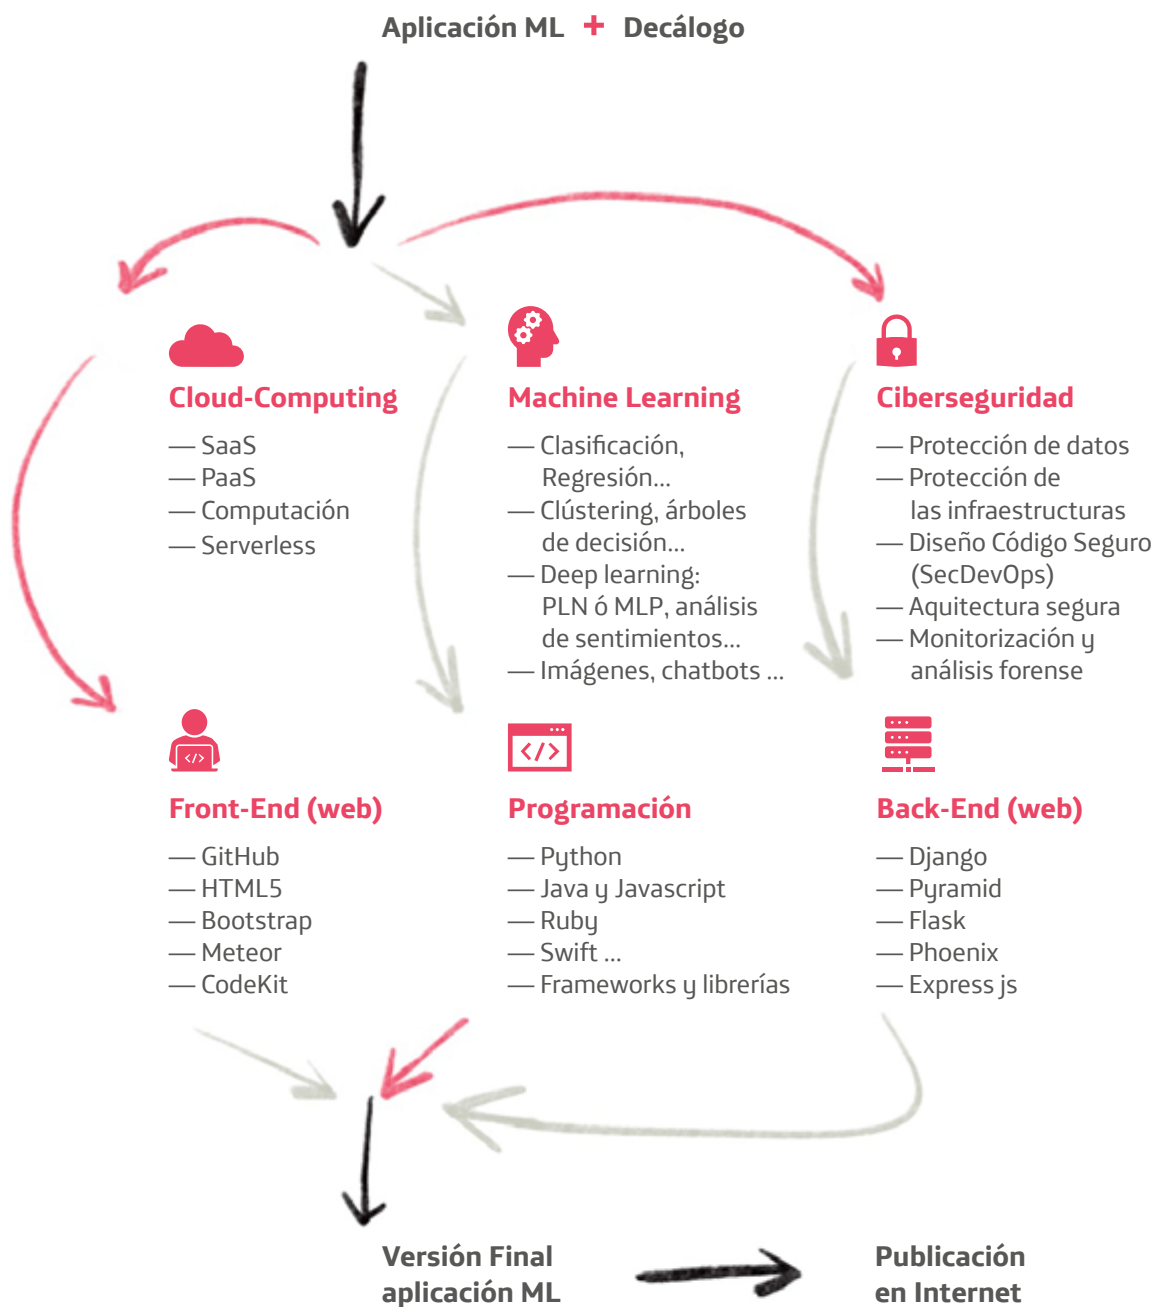 Aplicación ML + Decálogo
Cloud-Computing
— SaaS
— PaaS
— Computación
— Serverless
Machine Learning
— Clasificación,
Regresión...
— Clústering, árboles
de decisión...
— Deep learning:
PLN ó MLP, análisis
de sentimientos...
— Imágenes, chatbots ...
Ciberseguridad
— Protección de datos
— Protección de
las infraestructuras
— Diseño Código Seguro
(SecDevOps)
— Aquitectura segura
— Monitorización y
análisis forense
</>
Front-End (web)
— GitHub
— HTML5
— Bootstrap
— Meteor
— CodeKit
</>
Programación
— Python
— Java y Javascript
— Ruby
— Swift ...
— Frameworks y librerías
Back-End (web)
— Django
— Pyramid
— Flask
— Phoenix
— Express js
Versión Final
aplicación ML
Publicación
en Internet